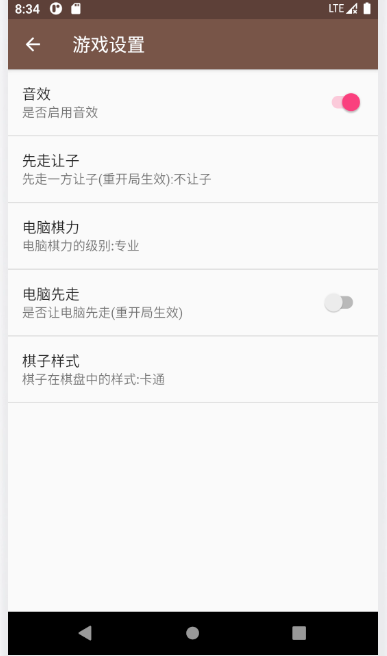 8:34 LTE
游戏设置
音效
是否启用音效
先走让子
先走一方让子(重开局生效):不让子
电脑棋力
电脑棋力的级别:专业
电脑先走
是否让电脑先走(重开局生效)
棋子样式
棋子在棋盘中的样式:卡通